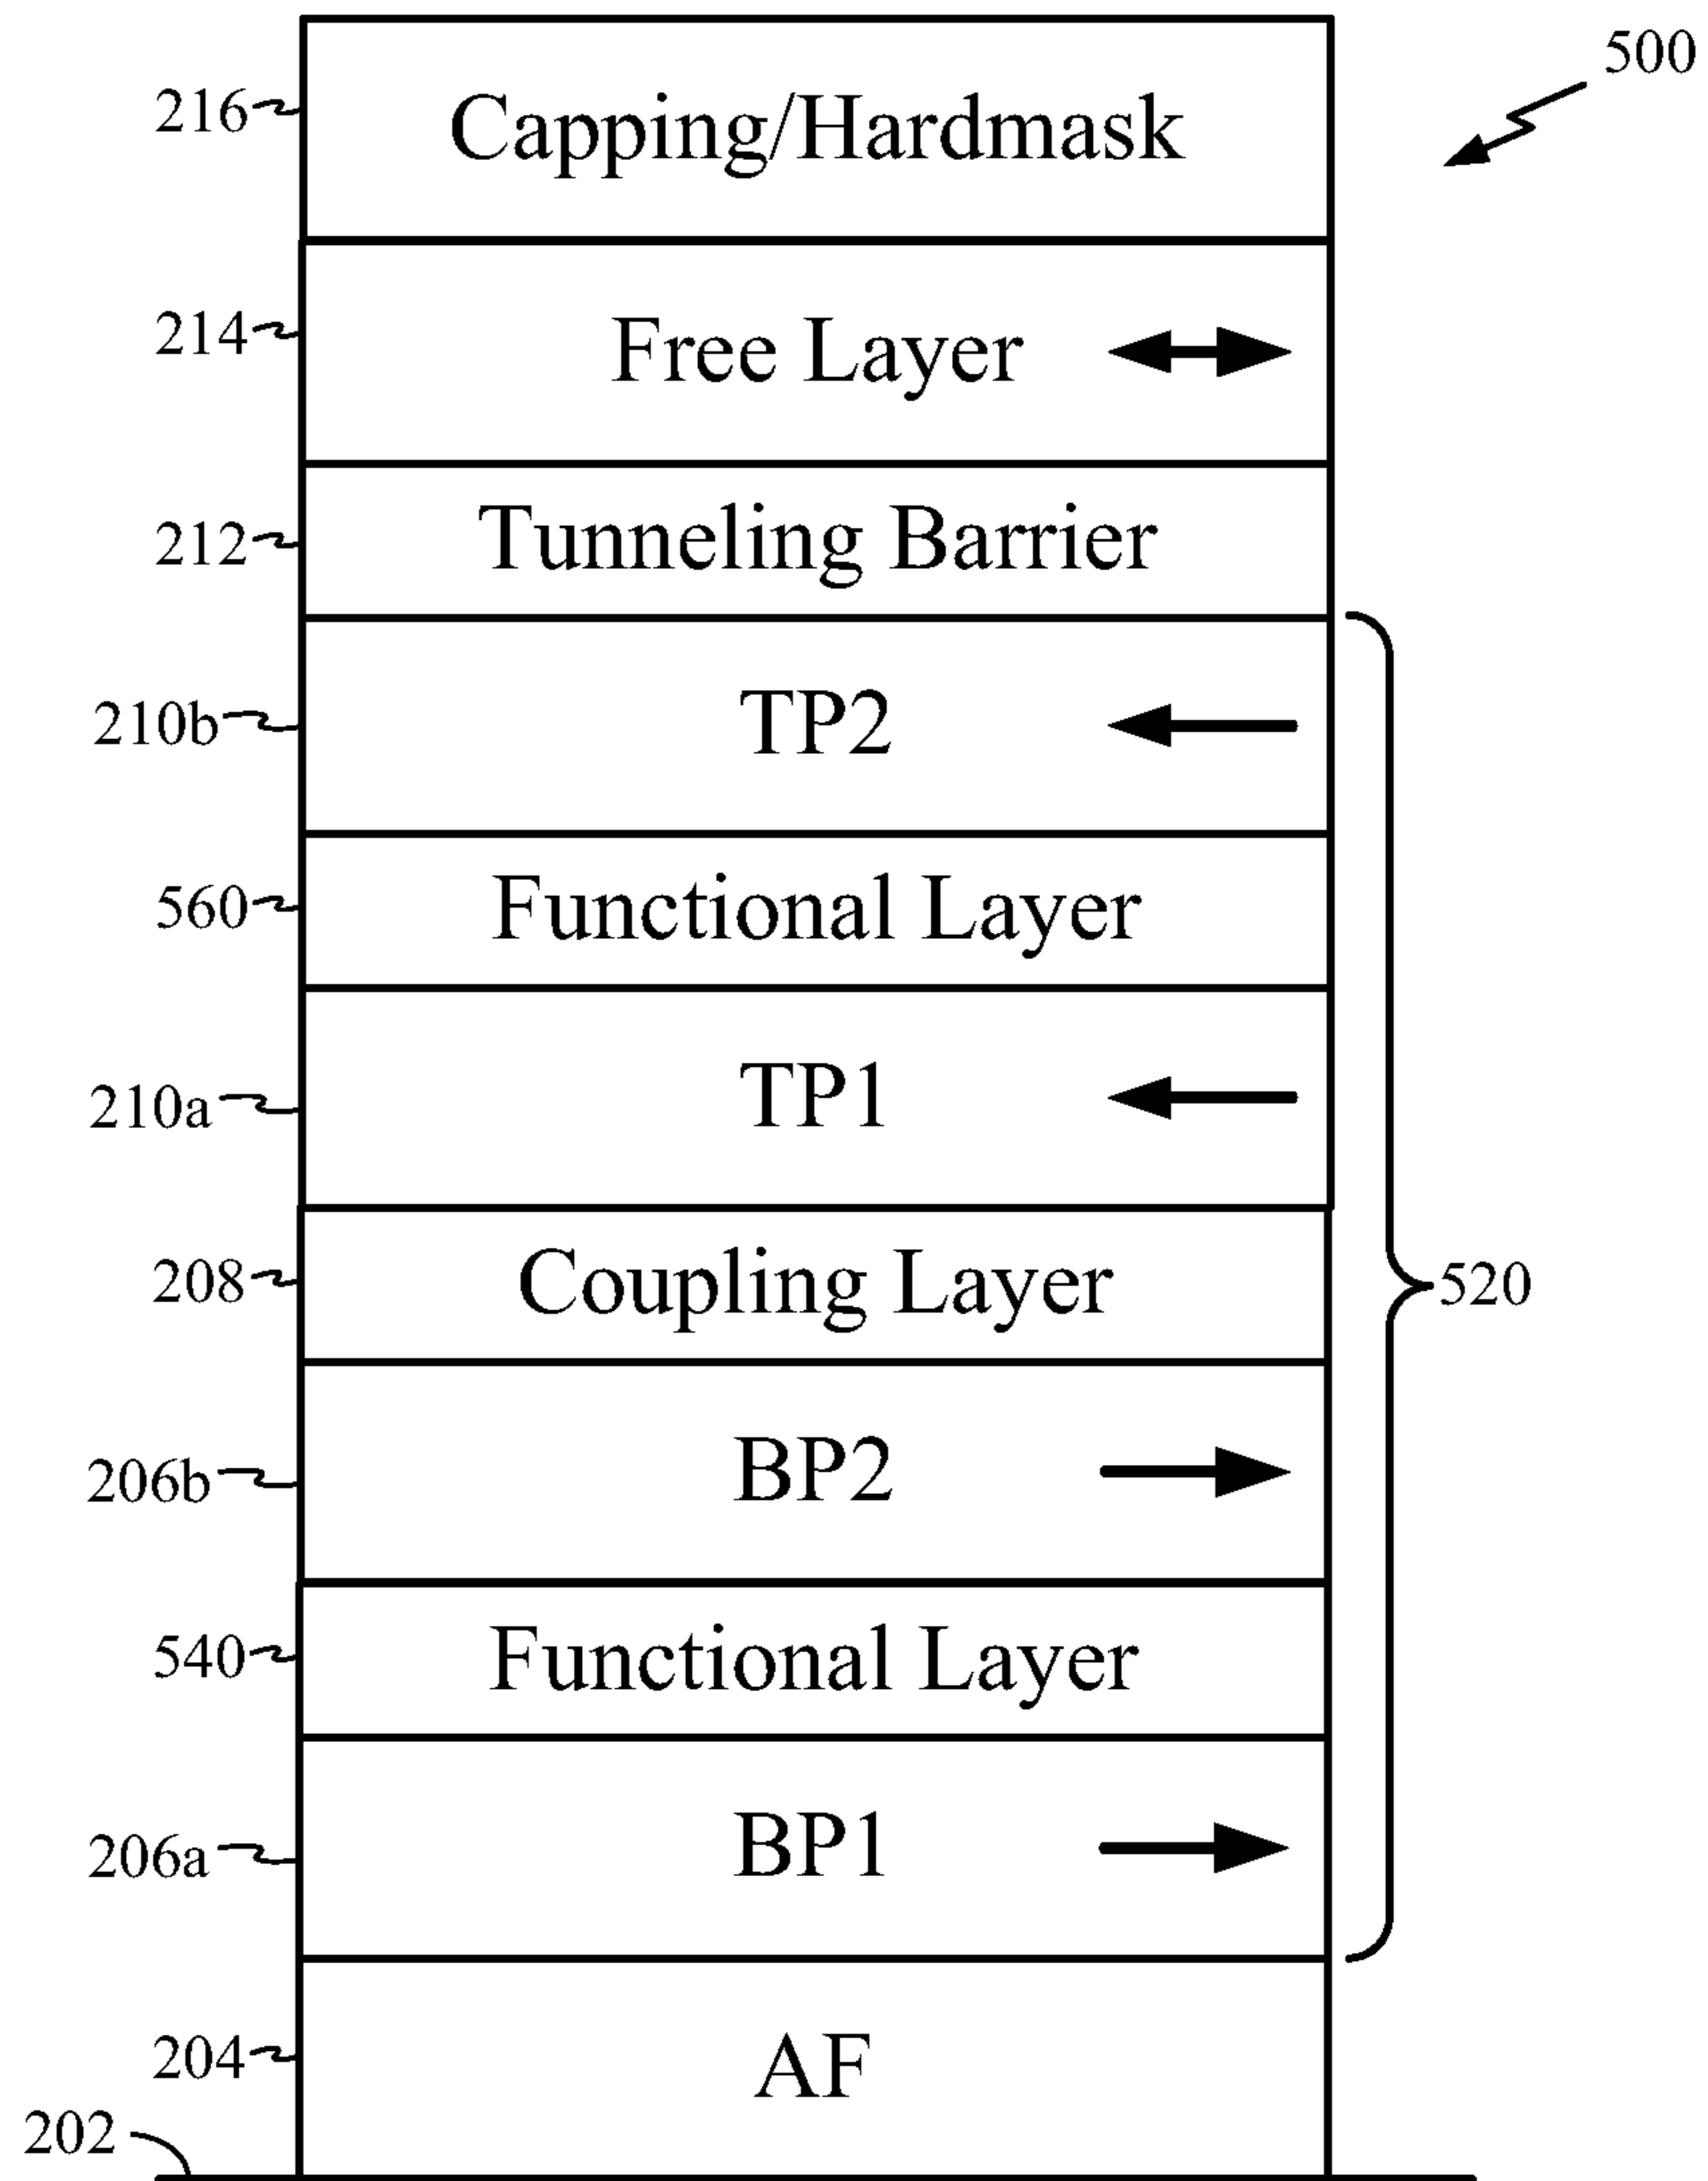 500
216 Capping/Hardmask
214 Free Layer
212 Tunneling Barrier
210b TP2
560 Functional Layer
210a TP1
208 Coupling Layer
520
206b BP2
540 Functional Layer
206a BP1
204 AF
202